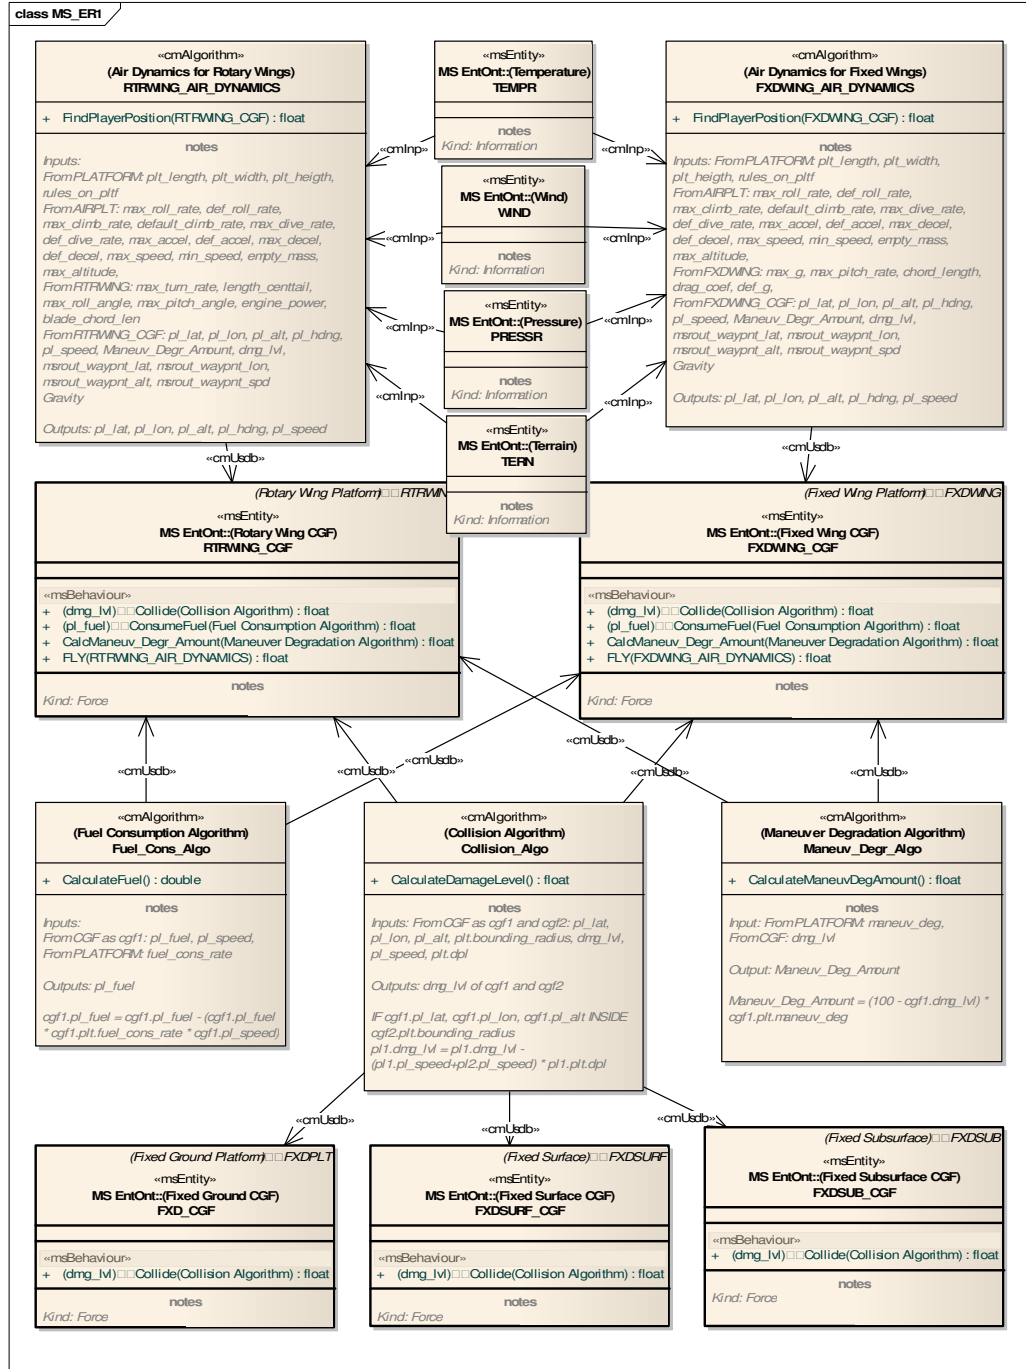 class MS_ER1
«cmAlgorithm»
(Air Dynamics for Rotary Wings)
RTRWING_AIR_DYNAMICS
+ FindPlayerPosition(RTRWING_CGF) : float
notes
Inputs:
From PLATFORM: plt_length, plt_width, plt_heigth,
rules_on_pltf
From AIRPLT: max_roll_rate, def_roll_rate,
max_climb_rate, default_climb_rate, max_dive_rate,
def_dive_rate, max_accel, def_accel, max_decel,
def_decel, max_speed, min_speed, empty_mass,
max_altitude,
From RTRWING: max_turn_rate, length_centtail,
max_roll_angle, max_pitch_angle, engine_power,
blade_chord_len
From RTRWING_CGF: pl_lat, pl_lon, pl_alt, pl_hdng,
pl_speed, Maneuv_Degr_Amount, dmg_lvl,
msrout_waypnt_lat, msrout_waypnt_lon,
msrout_waypnt_alt, msrout_waypnt_spd
Gravity
Outputs: pl_lat, pl_lon, pl_alt, pl_hdng, pl_speed
«msEntity»
MS EntOnt::(Temperature)
TEMPR
notes
Kind: Information
«msEntity»
MS EntOnt::(Wind)
WIND
notes
Kind: Information
«msEntity»
MS EntOnt::(Pressure)
PRESSR
notes
Kind: Information
«msEntity»
MS EntOnt::(Terrain)
TERN
notes
Kind: Information
«cmAlgorithm»
(Air Dynamics for Fixed Wings)
FXDWING_AIR_DYNAMICS
+ FindPlayerPosition(FXDWING_CGF) : float
notes
Inputs: From PLATFORM: plt_length, plt_width,
plt_heigth, rules_on_pltf
From AIRPLT: max_roll_rate, def_roll_rate,
max_climb_rate, default_climb_rate, max_dive_rate,
def_dive_rate, max_accel, def_accel, max_decel,
def_decel, max_speed, min_speed, empty_mass,
max_altitude,
From FXDWING: max_g, max_pitch_rate, chord_length,
drag_coef, def_g,
From FXDWING_CGF: pl_lat, pl_lon, pl_alt, pl_hdng,
pl_speed, Maneuv_Degr_Amount, dmg_lvl,
msrout_waypnt_lat, msrout_waypnt_lon,
msrout_waypnt_alt, msrout_waypnt_spd
Gravity
Outputs: pl_lat, pl_lon, pl_alt, pl_hdng, pl_speed
«cmInp»
«cmInp»
«cmInp»
«cmInp»
«cmInp»
«cmInp»
«cmInp»
«cmInp»
«cmUsdb»
«cmUsdb»
(Rotary Wing Platform)□□RTRWIN
«msEntity»
MS EntOnt::(Rotary Wing CGF)
RTRWING_CGF
«msBehaviour»
+ (dmg_lvl)□□Collide(Collision Algorithm) : float
+ (pl_fuel)□□ConsumeFuel(Fuel Consumption Algorithm) : float
+ CalcManeuv_Degr_Amount(Maneuver Degradation Algorithm) : float
+ FLY(RTRWING_AIR_DYNAMICS) : float
notes
Kind: Force
(Fixed Wing Platform)□□FXDWING
«msEntity»
MS EntOnt::(Fixed Wing CGF)
FXDWING_CGF
«msBehaviour»
+ (dmg_lvl)□□Collide(Collision Algorithm) : float
+ (pl_fuel)□□ConsumeFuel(Fuel Consumption Algorithm) : float
+ CalcManeuv_Degr_Amount(Maneuver Degradation Algorithm) : float
+ FLY(FXDWING_AIR_DYNAMICS) : float
notes
Kind: Force
«cmUsdb»
«cmUsdb»
«cmUsdb»
«cmUsdb»
«cmUsdb»
«cmUsdb»
«cmAlgorithm»
(Fuel Consumption Algorithm)
Fuel_Cons_Algo
+ CalculateFuel() : double
notes
Inputs:
From CGF as cgf1: pl_fuel, pl_speed,
From PLATFORM: fuel_cons_rate
Outputs: pl_fuel
cgf1.pl_fuel = cgf1.pl_fuel - (cgf1.pl_fuel
* cgf1.plt.fuel_cons_rate * cgf1.pl_speed)
«cmAlgorithm»
(Collision Algorithm)
Collision_Algo
+ CalculateDamageLevel() : float
notes
Inputs: From CGF as cgf1 and cgf2: pl_lat,
pl_lon, pl_alt, plt.bounding_radius, dmg_lvl,
pl_speed, plt.dpl
Outputs: dmg_lvl of cgf1 and cgf2
IF cgf1.pl_lat, cgf1.pl_lon, cgf1.pl_alt INSIDE
cgf2.plt.bounding_radius
pl1.dmg_lvl = pl1.dmg_lvl -
(pl1.pl_speed+pl2.pl_speed) * pl1.plt.dpl
«cmAlgorithm»
(Maneuver Degradation Algorithm)
Maneuv_Degr_Algo
+ CalculateManeuvDegAmount() : float
notes
Input: From PLATFORM: maneuv_deg,
From CGF: dmg_lvl
Output: Maneuv_Deg_Amount
Maneuv_Deg_Amount = (100 - cgf1.dmg_lvl) *
cgf1.plt.maneuv_deg
«cmUsdb»
«cmUsdb»
«cmUsdb»
(Fixed Ground Platform)□□FXDPLT
«msEntity»
MS EntOnt::(Fixed Ground CGF)
FXD_CGF
«msBehaviour»
+ (dmg_lvl)□□Collide(Collision Algorithm) : float
notes
Kind: Force
(Fixed Surface)□□FXDSURF
«msEntity»
MS EntOnt::(Fixed Surface CGF)
FXDSURF_CGF
«msBehaviour»
+ (dmg_lvl)□□Collide(Collision Algorithm) : float
notes
Kind: Force
(Fixed Subsurface)□□FXDSUB
«msEntity»
MS EntOnt::(Fixed Subsurface CGF)
FXDSUB_CGF
«msBehaviour»
+ (dmg_lvl)□□Collide(Collision Algorithm) : float
notes
Kind: Force